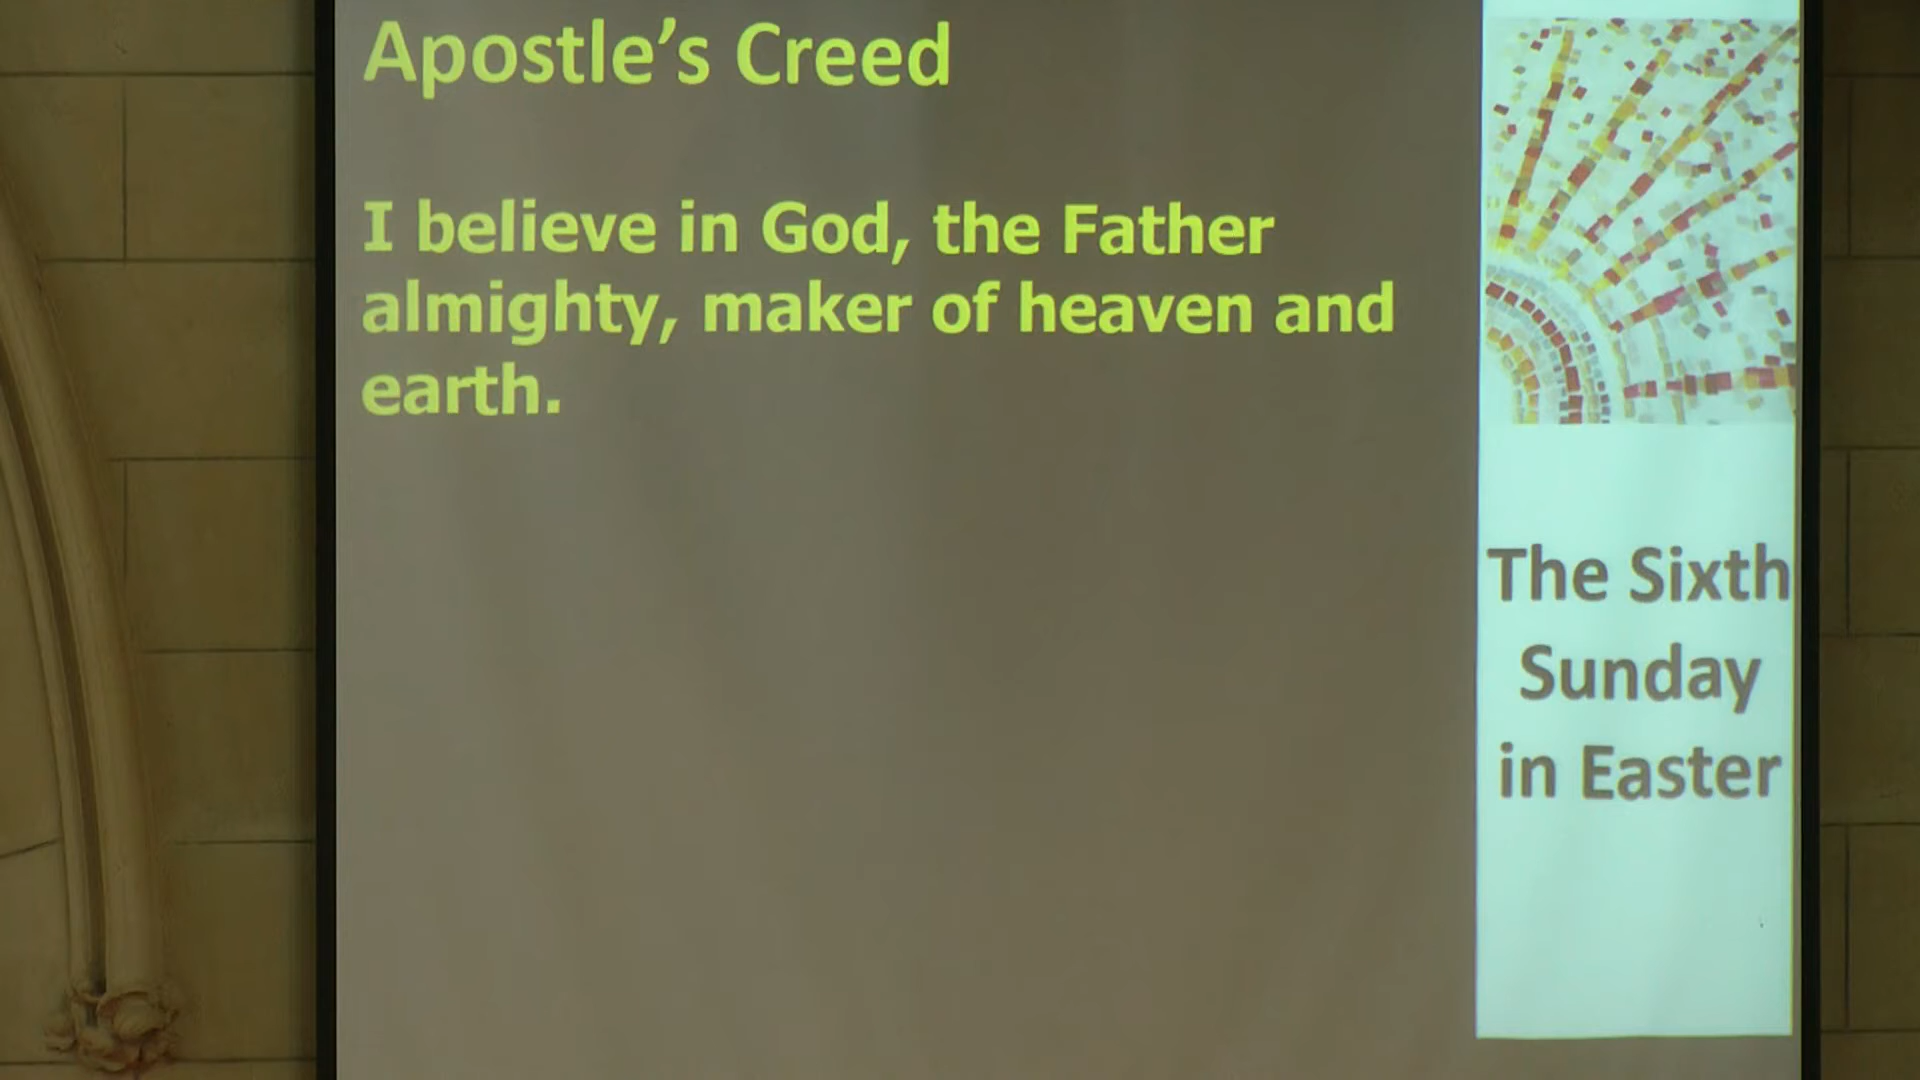 Apostle’s Creed
I believe in God, the Father
almighty, maker of heaven and
earth.
The Sixth
Sunday
in Easter